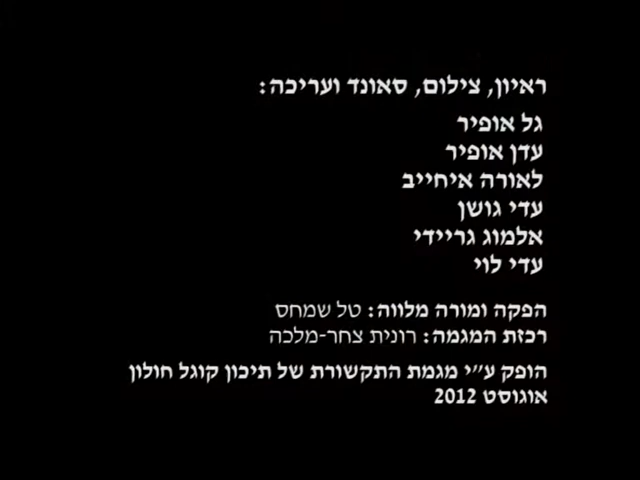 ראיון, צילום, סאונד ועריכה:
גל אופיר
עדן אופיר
לאורה איחייב
עדי גושן
אלמוג גריידי
עדי לוי
הפקה ומורה מלווה: טל שמחס
רכזת המגמה: רונית צחר-מלכה
הופק ע״י מגמת התקשורת של תיכון קוגל חולון
אוגוסט 2012